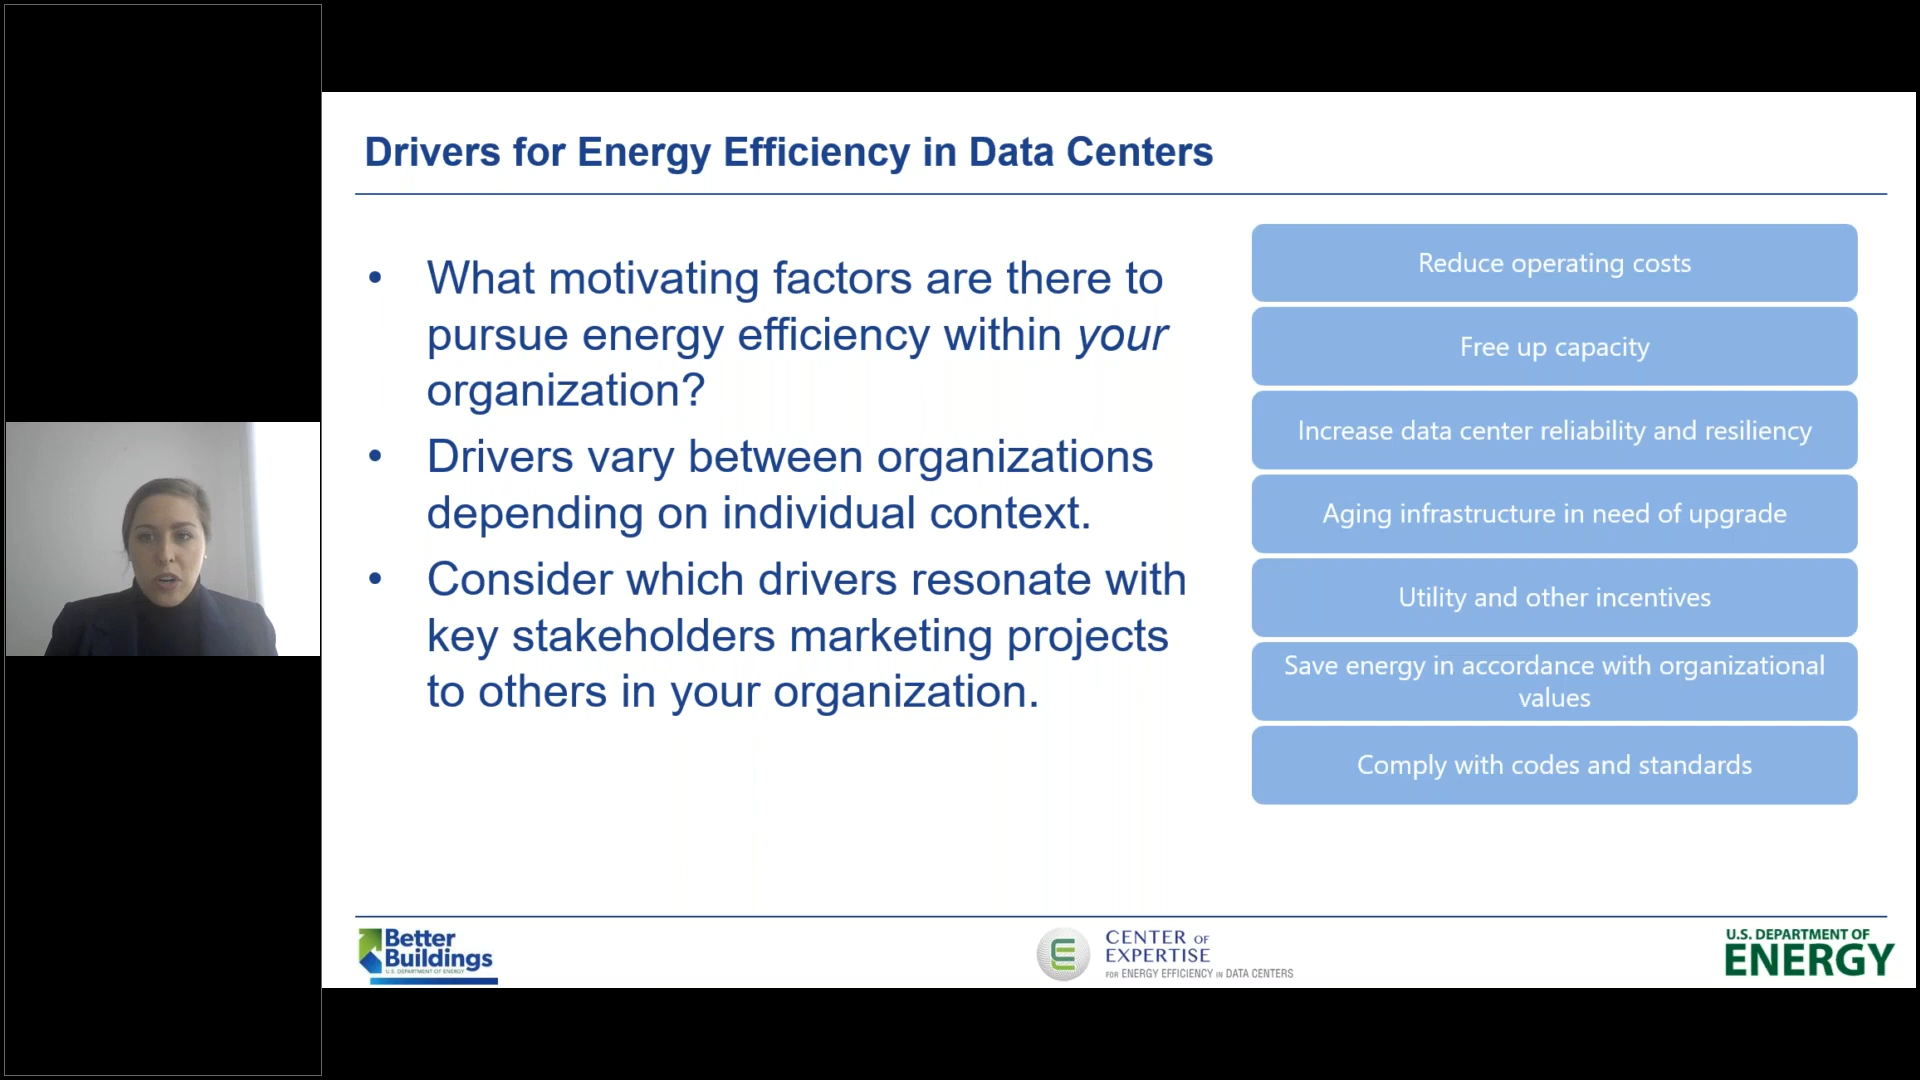 Drivers for Energy Efficiency in Data Centers
• What motivating factors are there to
pursue energy efficiency within your
organization?
• Drivers vary between organizations
depending on individual context.
• Consider which drivers resonate with
key stakeholders marketing projects
to others in your organization.
Reduce operating costs
Free up capacity
Increase data center reliability and resiliency
Aging infrastructure in need of upgrade
Utility and other incentives
Save energy in accordance with organizational
values
Comply with codes and standards
Better
Buildings
U.S. DEPARTMENT OF ENERGY
CENTER OF
EXPERTISE
FOR ENERGY EFFICIENCY IN DATA CENTERS
U.S. DEPARTMENT OF
ENERGY